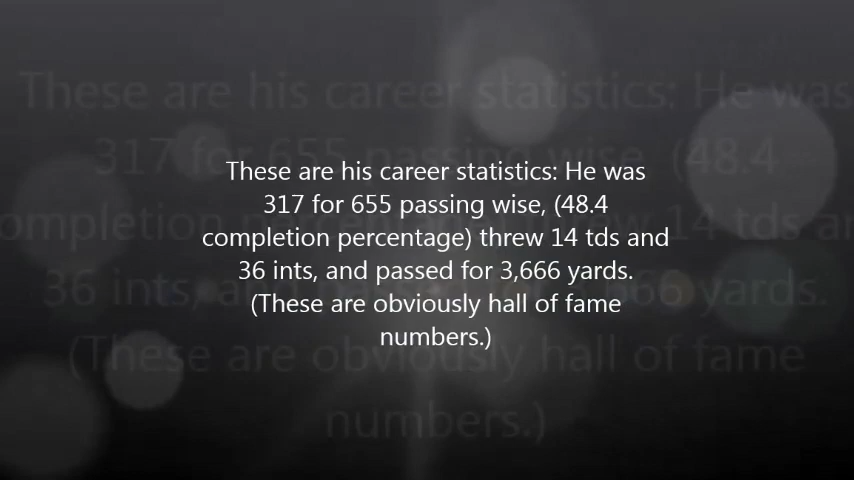 These are his career statistics: He was
317 for 655 passing wise, (48.4
completion percentage) threw 14 tds and
36 ints, and passed for 3,666 yards.
(These are obviously hall of fame
numbers.)